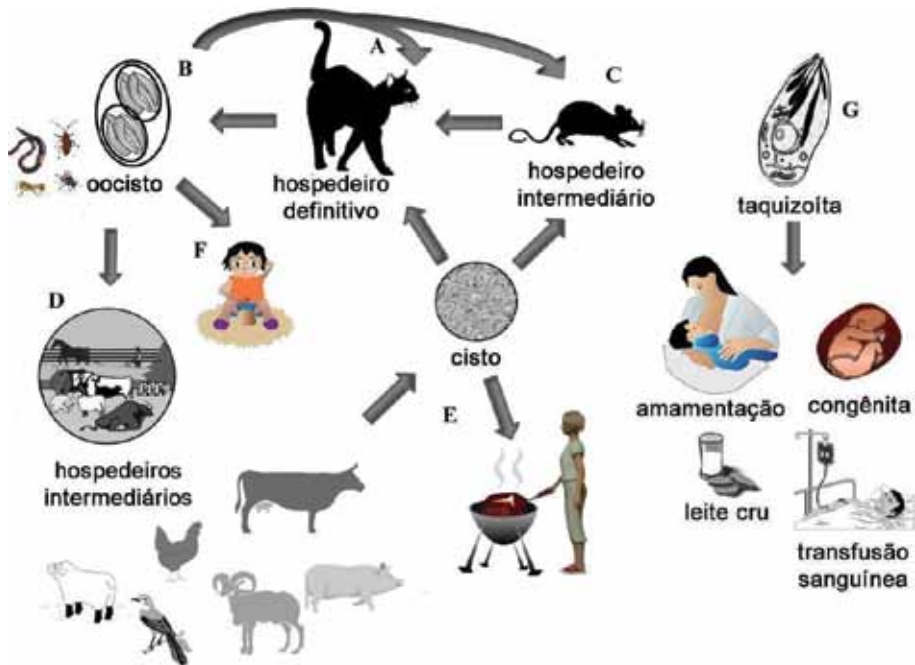 A
B
C
G
oocisto
hospedeiro
definitivo
hospedeiro
intermediário
taquizoíta
F
D
cisto
E
amamentação
congênita
hospedeiros
intermediários
leite cru
transfusão
sanguínea